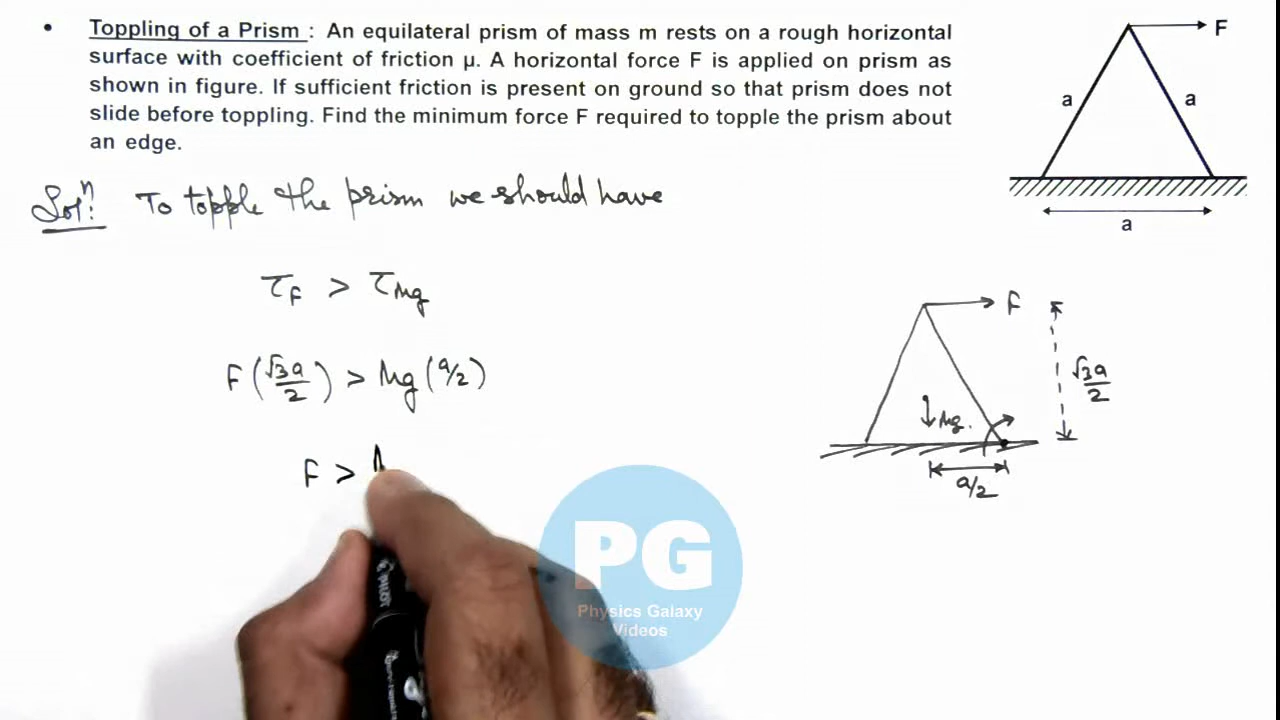 • Toppling of a Prism : An equilateral prism of mass m rests on a rough horizontal
surface with coefficient of friction μ. A horizontal force F is applied on prism as
shown in figure. If sufficient friction is present on ground so that prism does not
slide before toppling. Find the minimum force F required to topple the prism about
an edge.
F
a
a
a
Solⁿ: To topple the prism we should have
τ_F > τ_Mg
F (√3a/2) > Mg (a/2)
F >
F
√3a/2
Mg.
a/2
PG
Physics Galaxy
Videos
PILOT